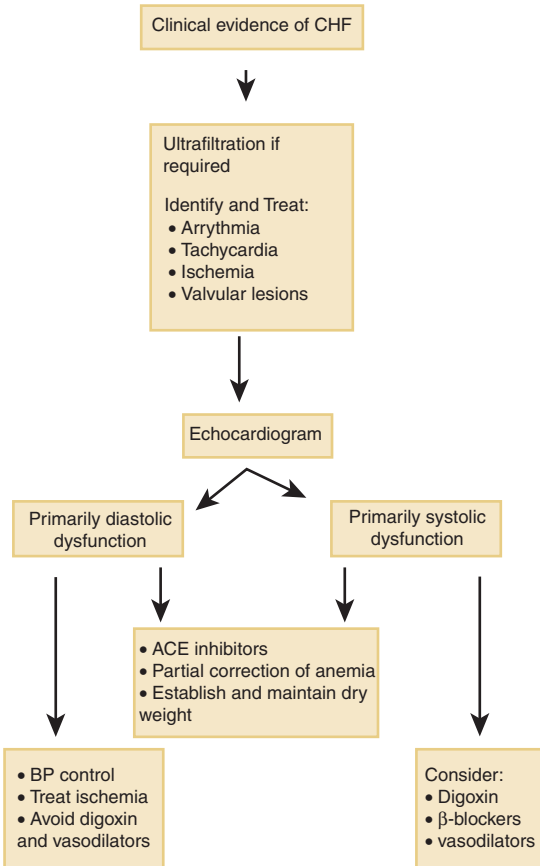 Clinical evidence of CHF
Ultrafiltration if
required
Identify and Treat:
• Arrythmia
• Tachycardia
• Ischemia
• Valvular lesions
Echocardiogram
Primarily diastolic
dysfunction
Primarily systolic
dysfunction
• ACE inhibitors
• Partial correction of anemia
• Establish and maintain dry
weight
• BP control
• Treat ischemia
• Avoid digoxin
and vasodilators
Consider:
• Digoxin
• β-blockers
• vasodilators